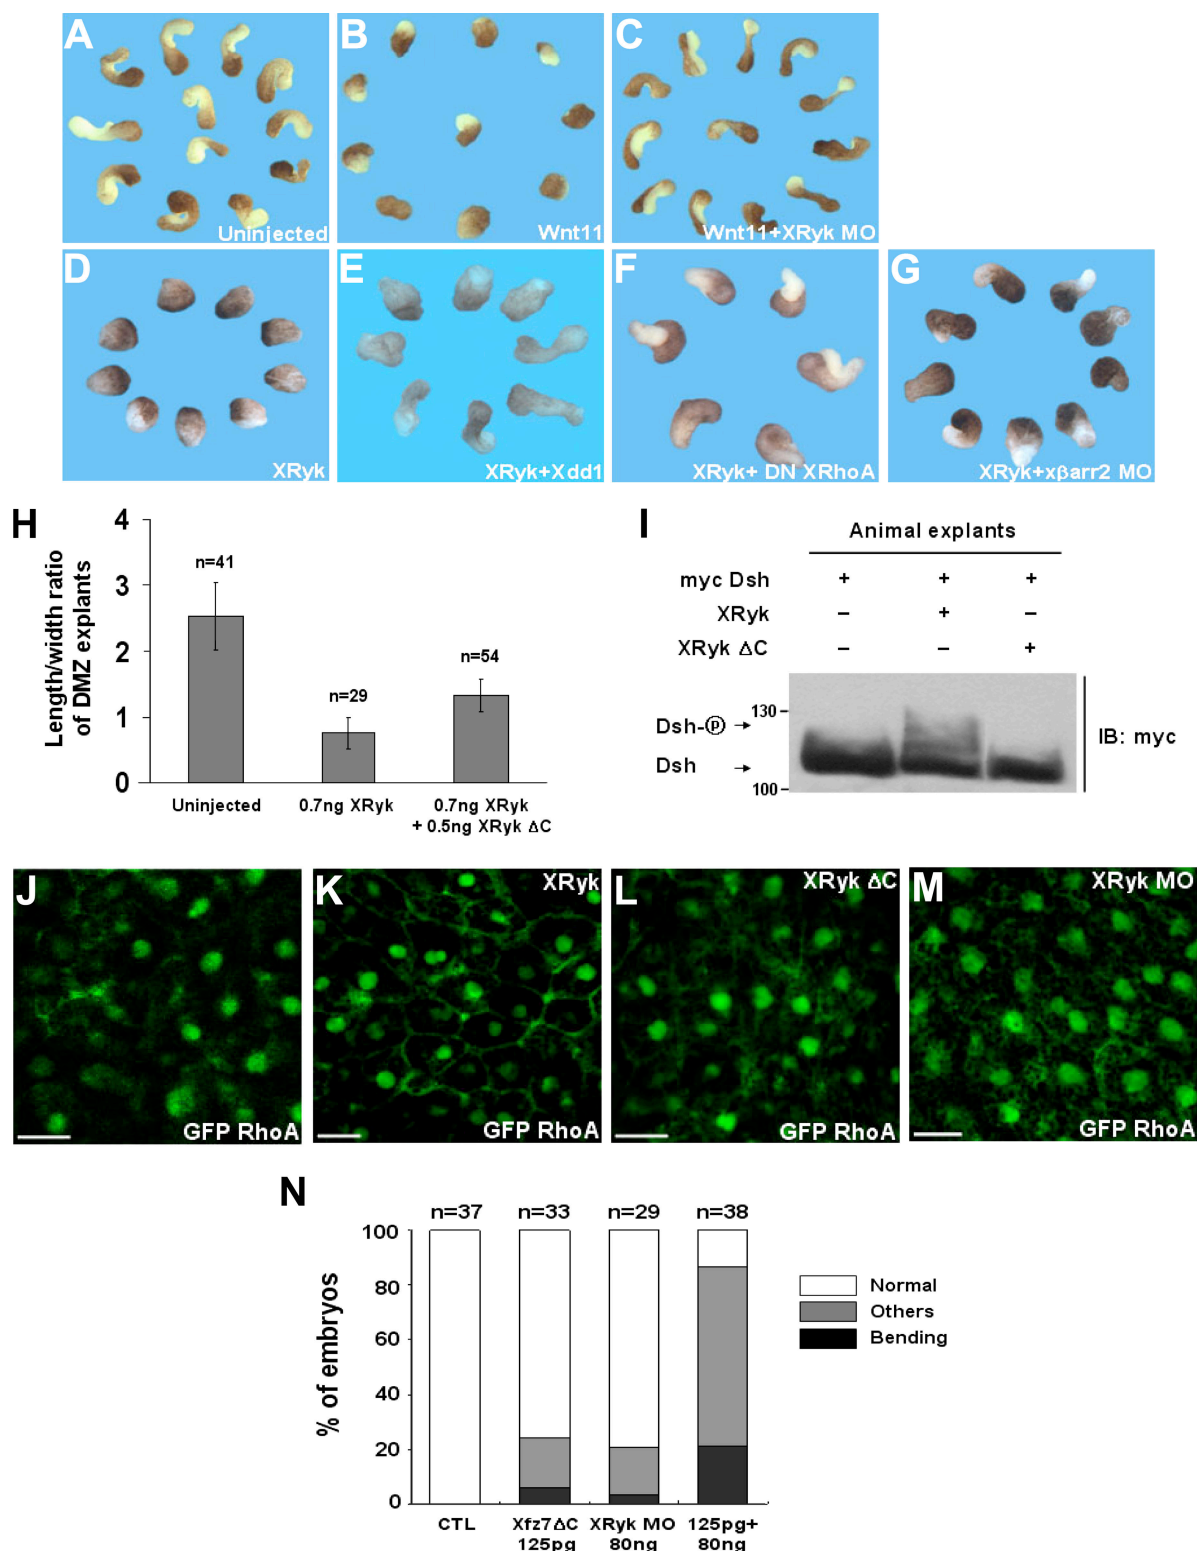 A
B
C
Uninjected
Wnt11
Wnt11+XRyk MO
D
E
F
G
XRyk
XRyk+Xdd1
XRyk+ DN XRhoA
XRyk+xβarr2 MO
H
Length/width ratio
of DMZ explants
4
3
2
1
0
n=41
n=29
n=54
Uninjected
0.7ng XRyk
0.7ng XRyk
+ 0.5ng XRyk ΔC
I
Animal explants
myc Dsh + + +
XRyk – + –
XRyk ΔC – – +
130
Dsh-Ⓟ
Dsh
100
IB: myc
J
K
L
M
XRyk
XRyk ΔC
XRyk MO
GFP RhoA
GFP RhoA
GFP RhoA
GFP RhoA
N
n=37 n=33 n=29 n=38
% of embryos
100
80
60
40
20
0
Normal
Others
Bending
CTL
Xfz7ΔC
125pg
XRyk MO
80ng
125pg+
80ng